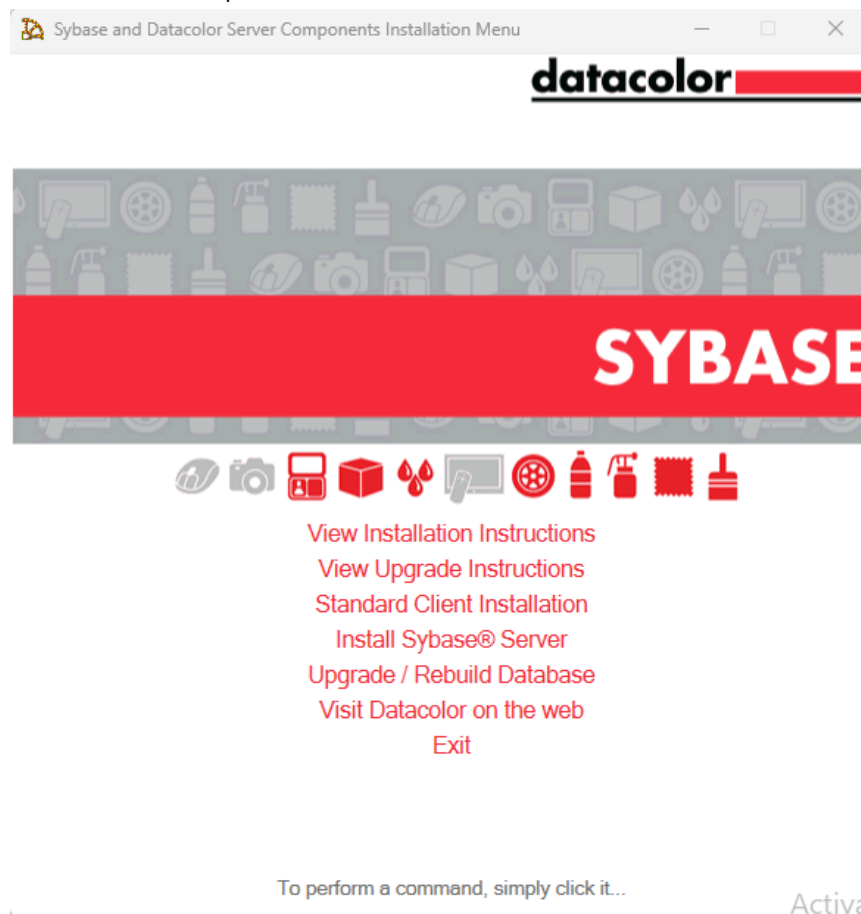 Sybase and Datacolor Server Components Installation Menu
datacolor
SYBASE
View Installation Instructions
View Upgrade Instructions
Standard Client Installation
Install Sybase® Server
Upgrade / Rebuild Database
Visit Datacolor on the web
Exit
To perform a command, simply click it...
Activa